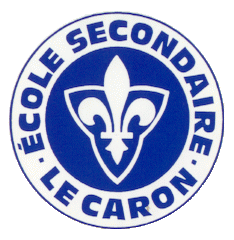 ÉCOLE SECONDAIRE
· LE CARON ·